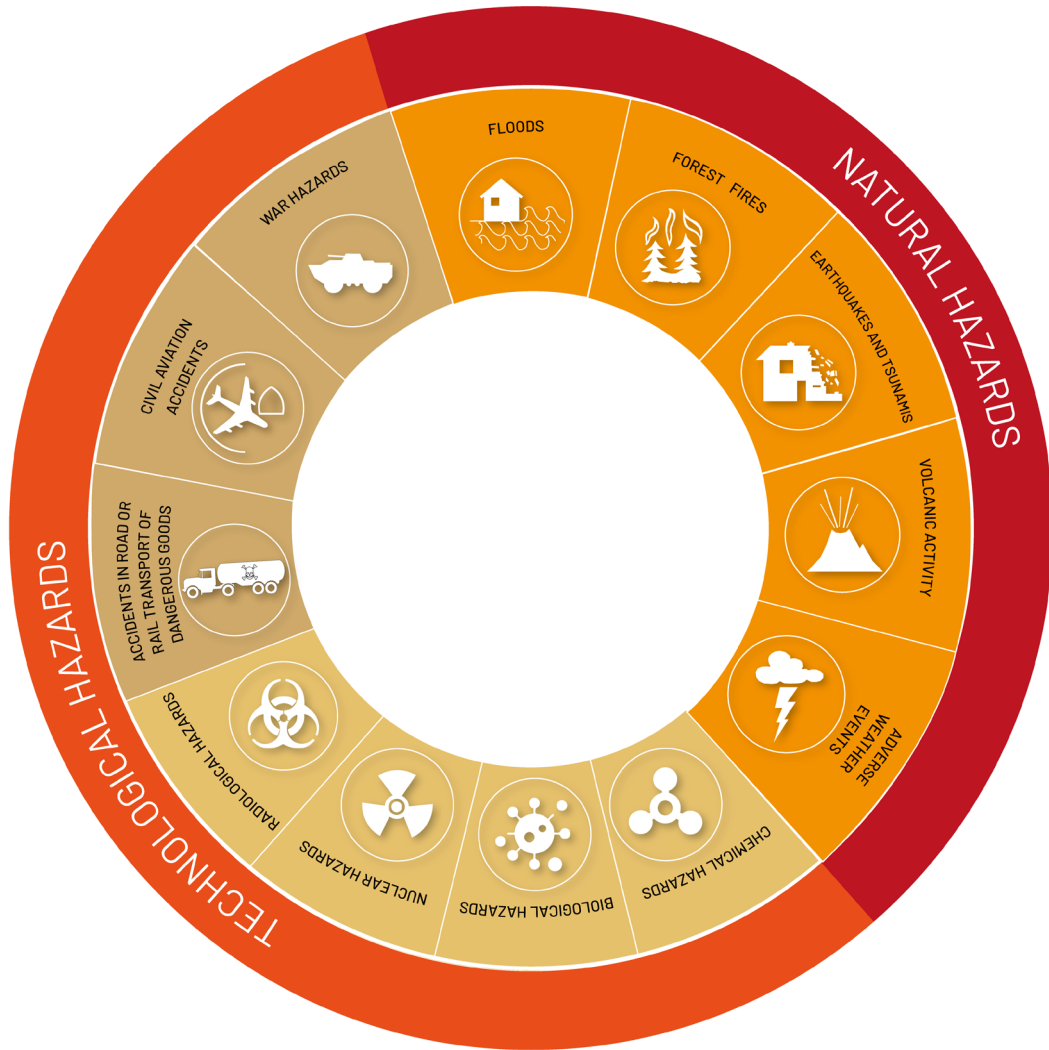 NATURAL HAZARDS
FLOODS
FOREST FIRES
EARTHQUAKES AND TSUNAMIS
VOLCANIC ACTIVITY
ADVERSE
WEATHER
EVENTS
TECHNOLOGICAL HAZARDS
CHEMICAL HAZARDS
BIOLOGICAL HAZARDS
NUCLEAR HAZARDS
RADIOLOGICAL HAZARDS
ACCIDENTS IN ROAD OR
RAIL TRANSPORT OF
DANGEROUS GOODS
CIVIL AVIATION
ACCIDENTS
WAR HAZARDS